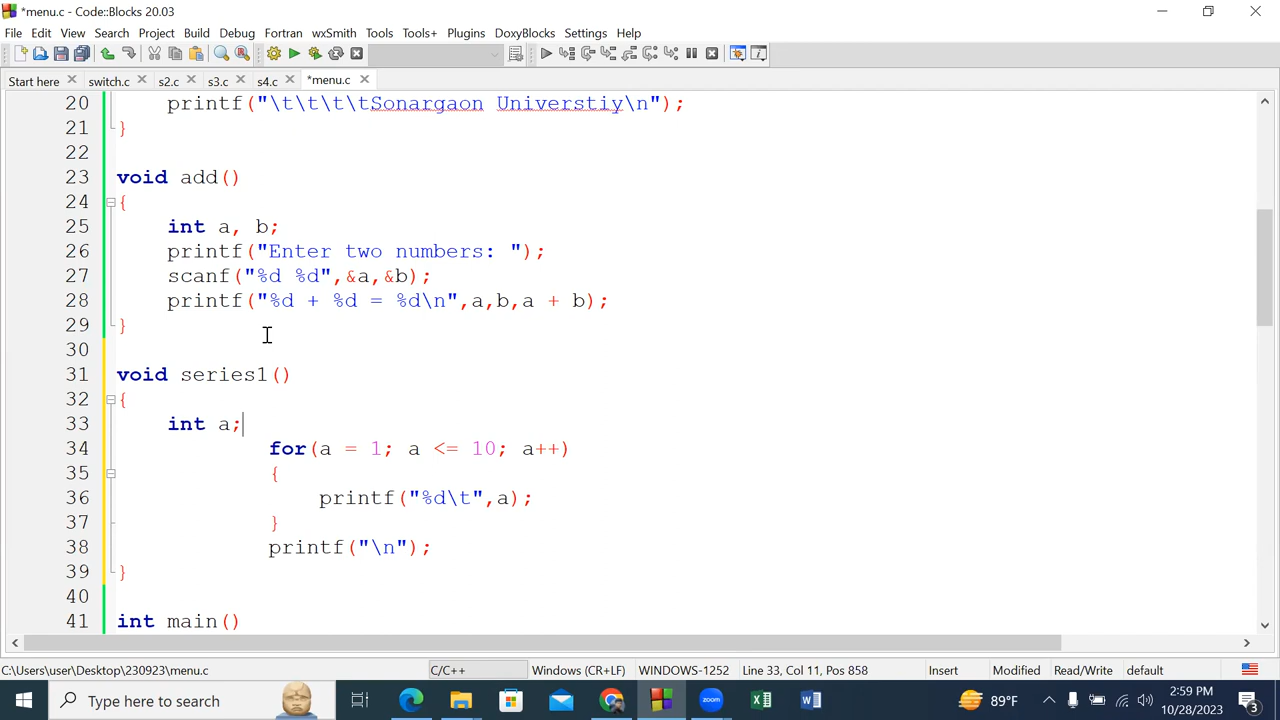 *menu.c - Code::Blocks 20.03
File Edit View Search Project Build Debug Fortran wxSmith Tools Tools+ Plugins DoxyBlocks Settings Help
Start here switch.c s2.c s3.c s4.c *menu.c
20 printf("\t\t\t\tSonargaon Universtiy\n");
21 }
22
23 void add()
24 {
25 int a, b;
26 printf("Enter two numbers: ");
27 scanf("%d %d",&a,&b);
28 printf("%d + %d = %d\n",a,b,a + b);
29 }
30
31 void series1()
32 {
33 int a;
34 for(a = 1; a <= 10; a++)
35 {
36 printf("%d\t",a);
37 }
38 printf("\n");
39 }
40
41 int main()
C:\Users\user\Desktop\230923\menu.c C/C++ Windows (CR+LF) WINDOWS-1252 Line 33, Col 11, Pos 858 Insert Modified Read/Write default
Type here to search zoom 89°F 2:59 PM
10/28/2023 3